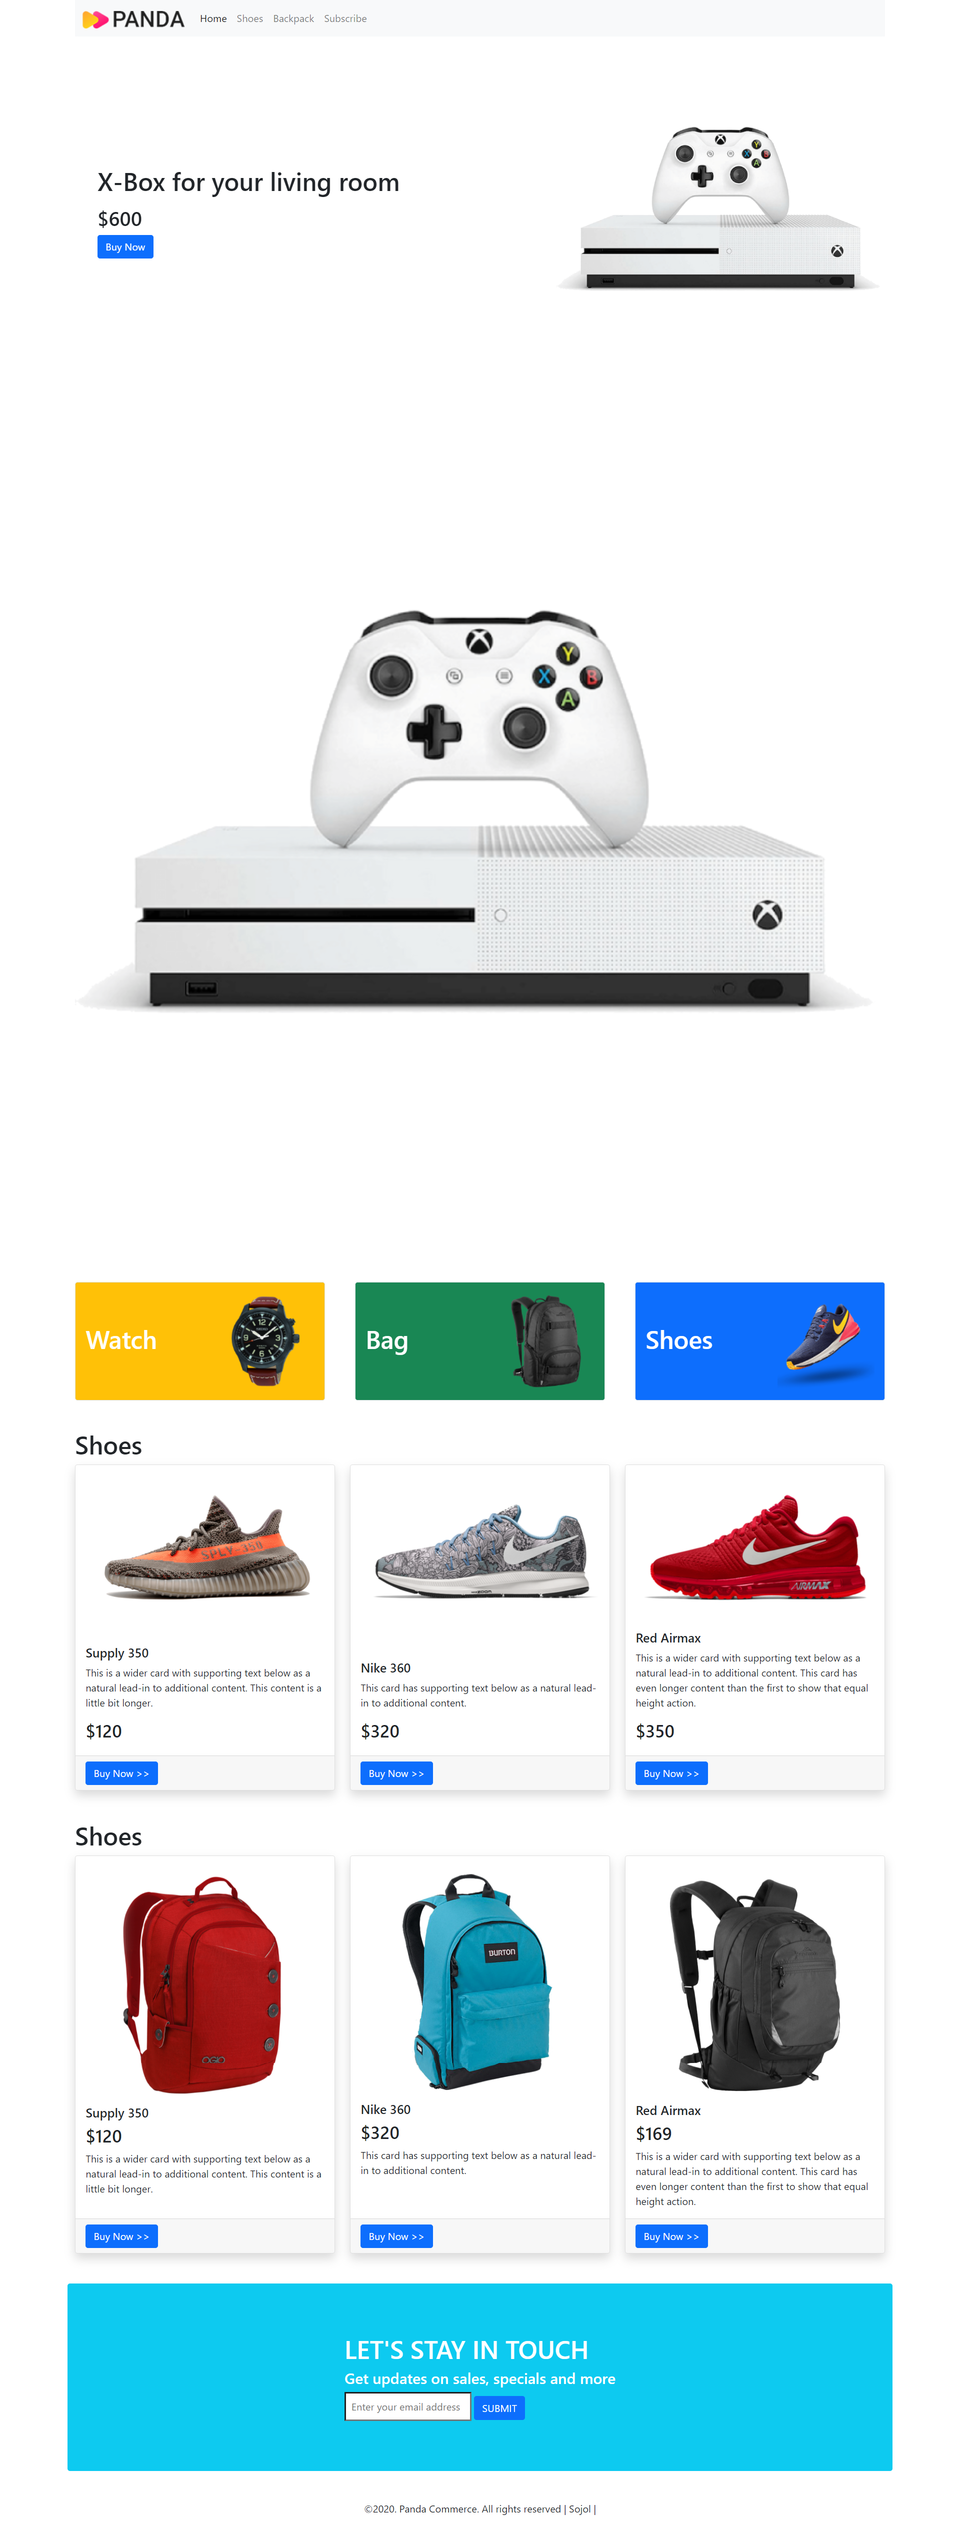 PANDA Home Shoes Backpack Subscribe
X-Box for your living room
$600
Buy Now
Y
X B
A
Y
X B
A
Watch
Bag
Shoes
Shoes
SPLY-350
ZOOM
AIRMAX
Supply 350
This is a wider card with supporting text below as a
natural lead-in to additional content. This content is a
little bit longer.
$120
Buy Now >>
Nike 360
This card has supporting text below as a natural lead-
in to additional content.
$320
Buy Now >>
Red Airmax
This is a wider card with supporting text below as a
natural lead-in to additional content. This card has
even longer content than the first to show that equal
height action.
$350
Buy Now >>
Shoes
OGIO
BURTON
Supply 350
$120
This is a wider card with supporting text below as a
natural lead-in to additional content. This content is a
little bit longer.
Buy Now >>
Nike 360
$320
This card has supporting text below as a natural lead-
in to additional content.
Buy Now >>
Red Airmax
$169
This is a wider card with supporting text below as a
natural lead-in to additional content. This card has
even longer content than the first to show that equal
height action.
Buy Now >>
LET'S STAY IN TOUCH
Get updates on sales, specials and more
Enter your email address SUBMIT
©2020. Panda Commerce. All rights reserved | Sojol |